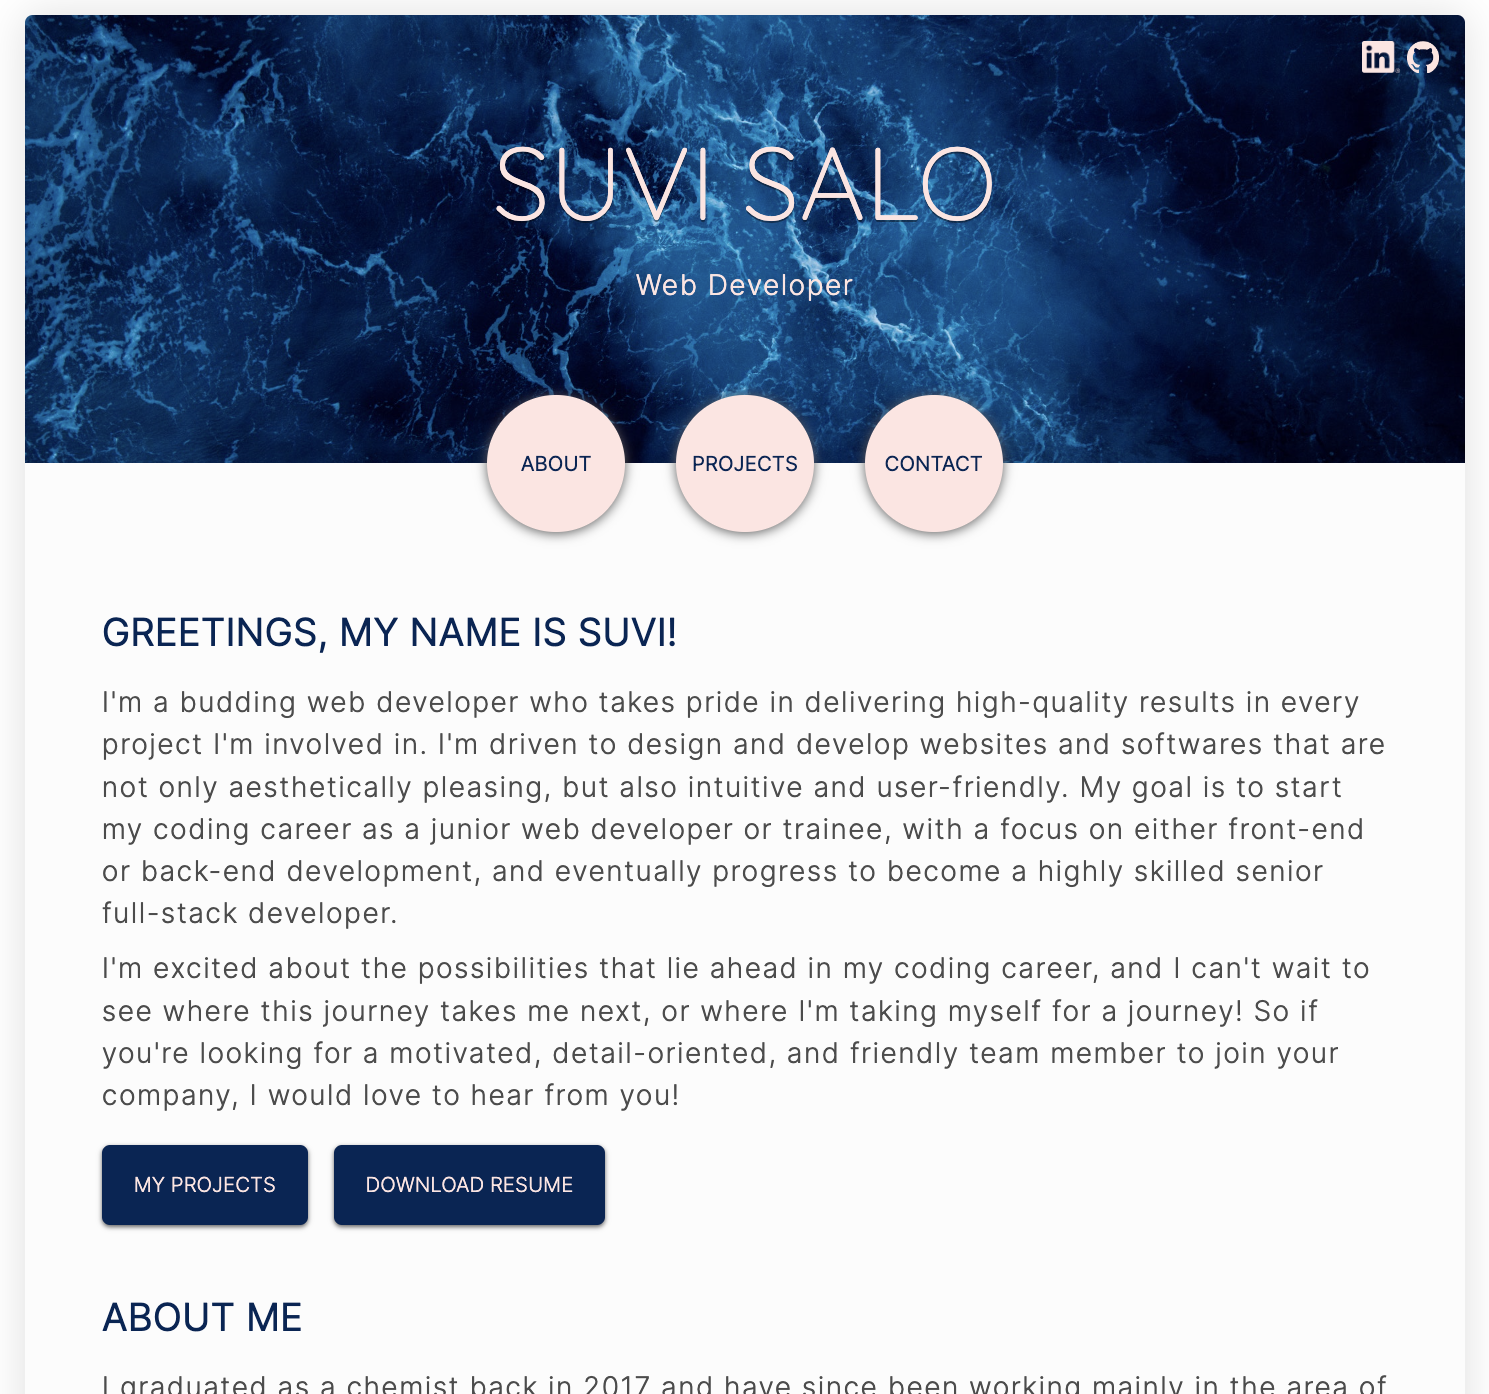 in
SUVI SALO
Web Developer
ABOUT
PROJECTS
CONTACT
GREETINGS, MY NAME IS SUVI!
I'm a budding web developer who takes pride in delivering high-quality results in every
project I'm involved in. I'm driven to design and develop websites and softwares that are
not only aesthetically pleasing, but also intuitive and user-friendly. My goal is to start
my coding career as a junior web developer or trainee, with a focus on either front-end
or back-end development, and eventually progress to become a highly skilled senior
full-stack developer.
I'm excited about the possibilities that lie ahead in my coding career, and I can't wait to
see where this journey takes me next, or where I'm taking myself for a journey! So if
you're looking for a motivated, detail-oriented, and friendly team member to join your
company, I would love to hear from you!
MY PROJECTS
DOWNLOAD RESUME
ABOUT ME
I graduated as a chemist back in 2017 and have since been working mainly in the area of